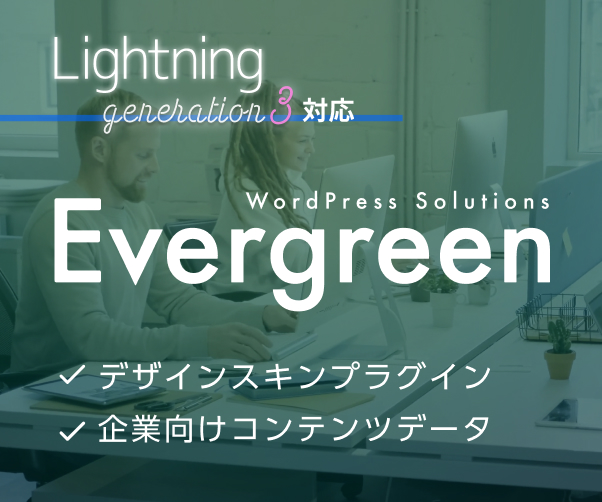 Lightning
generation 3 対応
WordPress Solutions
Evergreen
✓ デザインスキンプラグイン
✓ 企業向けコンテンツデータ